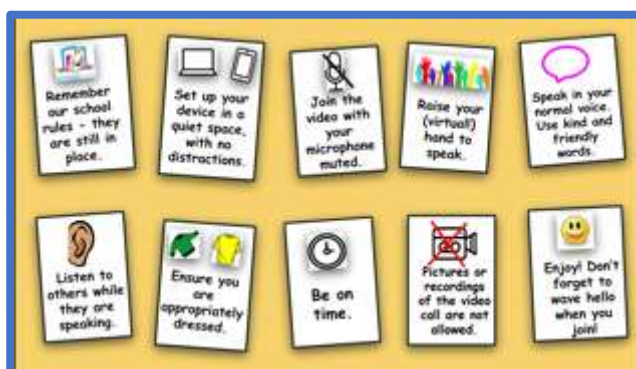 Remember
our school
rules - they
are still in
place.
Set up your
device in a
quiet space,
with no
distractions.
Join the
video with
your
microphone
muted.
Raise your
(virtual!)
hand to
speak.
Speak in your
normal voice.
Use kind and
friendly
words.
Listen to
others while
they are
speaking.
Ensure you
are
appropriately
dressed.
Be on
time.
Pictures or
recordings
of the video
call are not
allowed.
Enjoy! Don't
forget to
wave hello
when you
join!